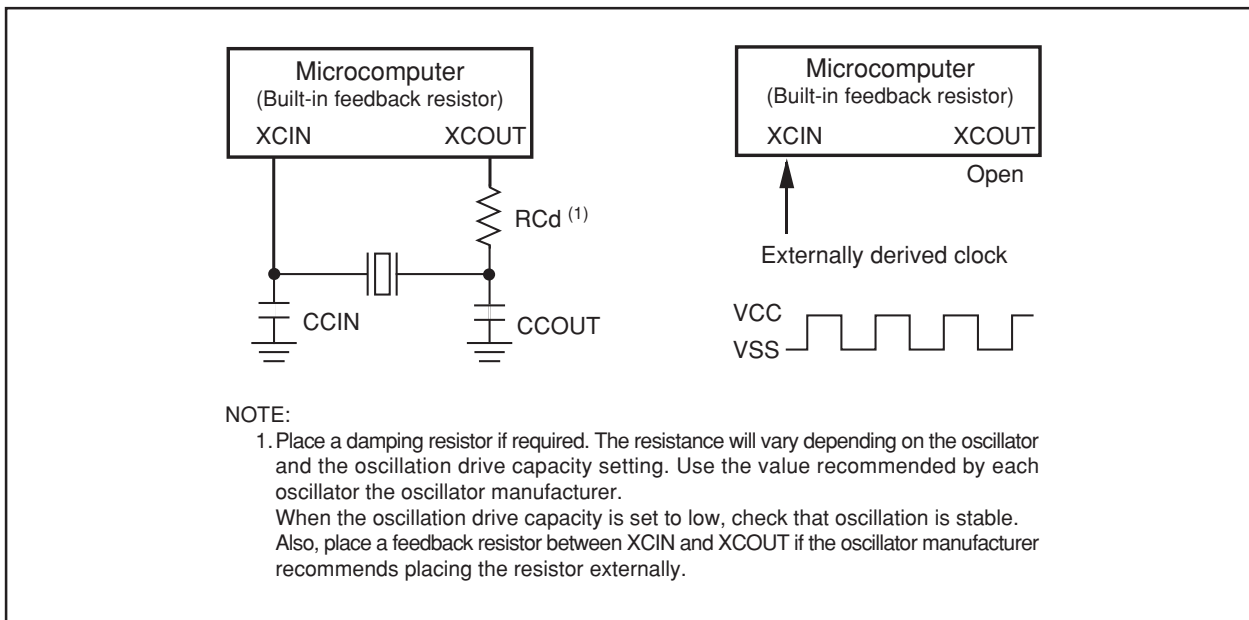 Microcomputer
(Built-in feedback resistor)
XCIN XCOUT
RCd (1)
CCIN
CCOUT
Microcomputer
(Built-in feedback resistor)
XCIN XCOUT
Open
Externally derived clock
VCC
VSS
NOTE:
1. Place a damping resistor if required. The resistance will vary depending on the oscillator
and the oscillation drive capacity setting. Use the value recommended by each
oscillator the oscillator manufacturer.
When the oscillation drive capacity is set to low, check that oscillation is stable.
Also, place a feedback resistor between XCIN and XCOUT if the oscillator manufacturer
recommends placing the resistor externally.